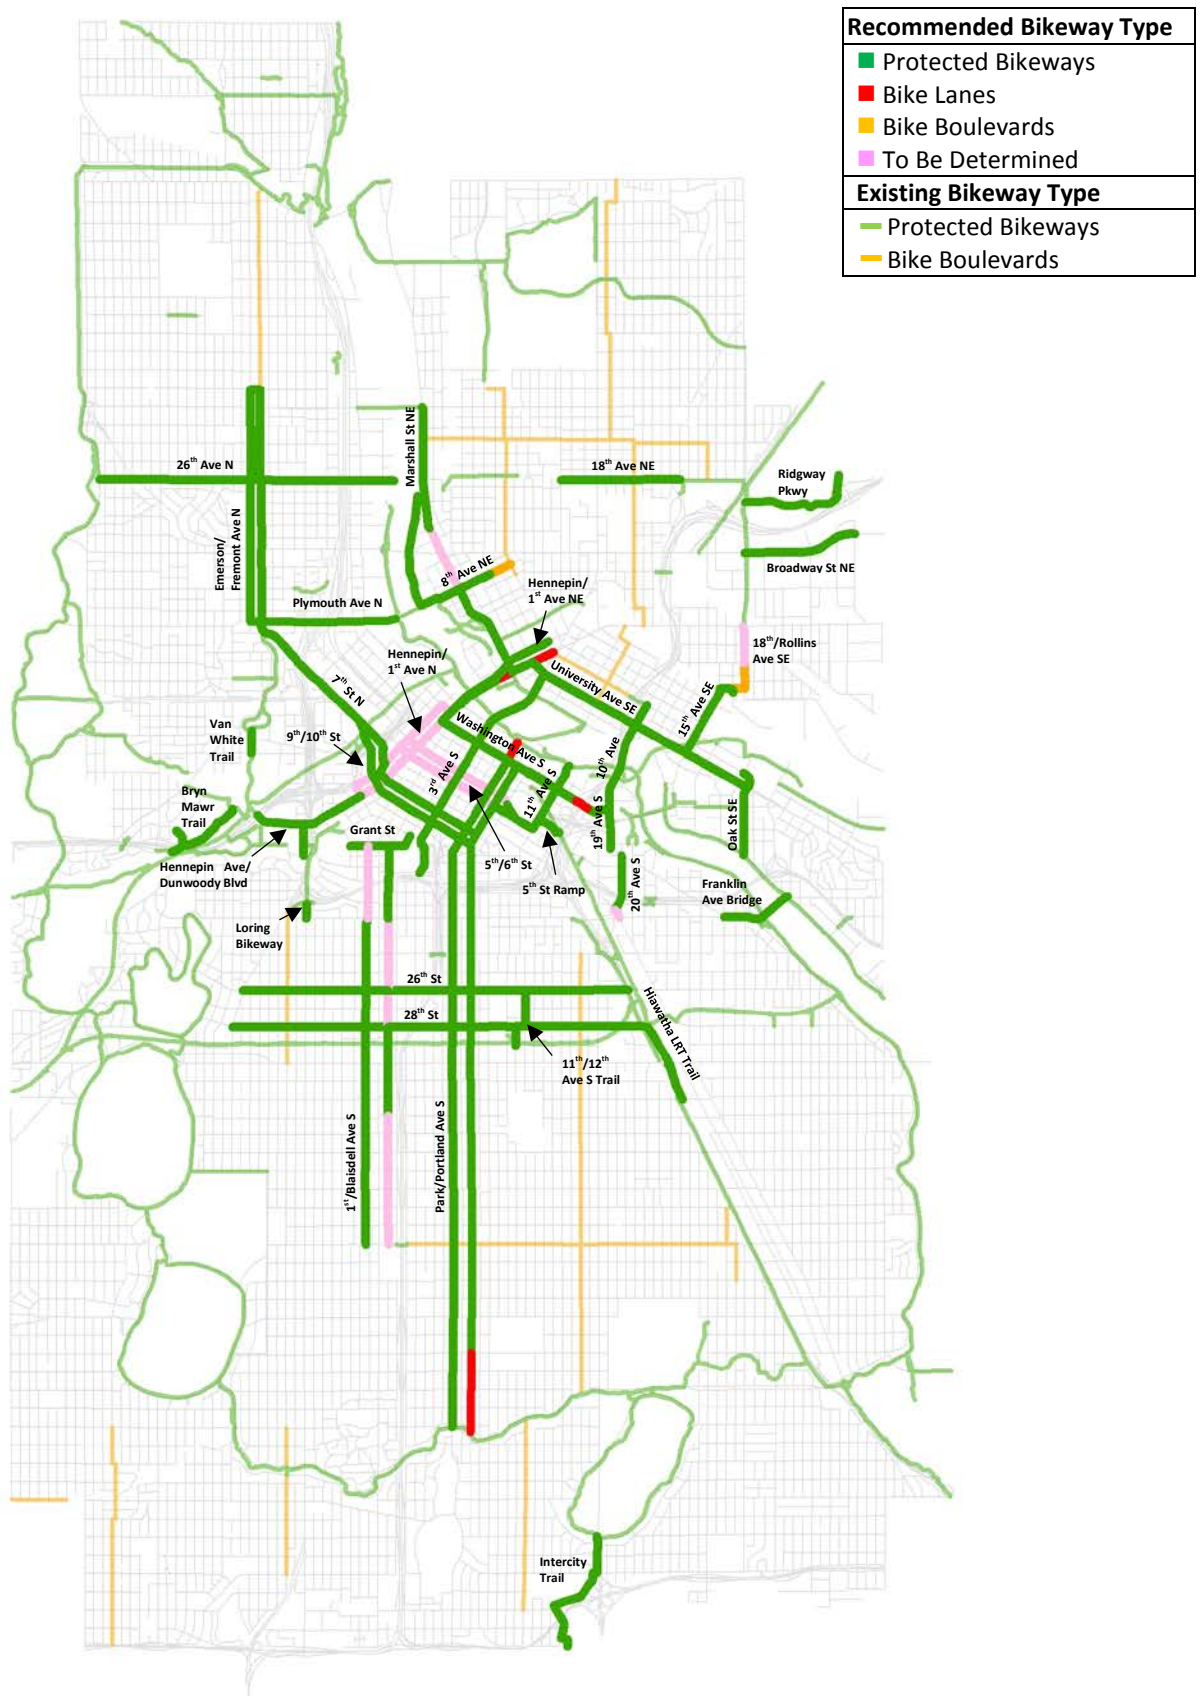 Recommended Bikeway Type
Protected Bikeways
Bike Lanes
Bike Boulevards
To Be Determined
Existing Bikeway Type
Protected Bikeways
Bike Boulevards
26th Ave N
Marshall St NE
18th Ave NE
Ridgway
Pkwy
Emerson/
Fremont Ave N
Broadway St NE
8th Ave NE
Hennepin/
1st Ave NE
Plymouth Ave N
18th/Rollins
Ave SE
Hennepin/
1st Ave N
University Ave SE
7th St N
15th Ave SE
Van
White
Trail
9th/10th St
Washington Ave S
10th Ave
3rd Ave S
11th Ave S
Bryn
Mawr
Trail
Grant St
19th Ave S
Oak St SE
Hennepin Ave/
Dunwoody Blvd
5th/6th St
5th St Ramp
20th Ave S
Franklin
Ave Bridge
Loring
Bikeway
26th St
28th St
Hiawatha LRT Trail
11th/12th
Ave S Trail
1st/Blaisdell Ave S
Park/Portland Ave S
Intercity
Trail